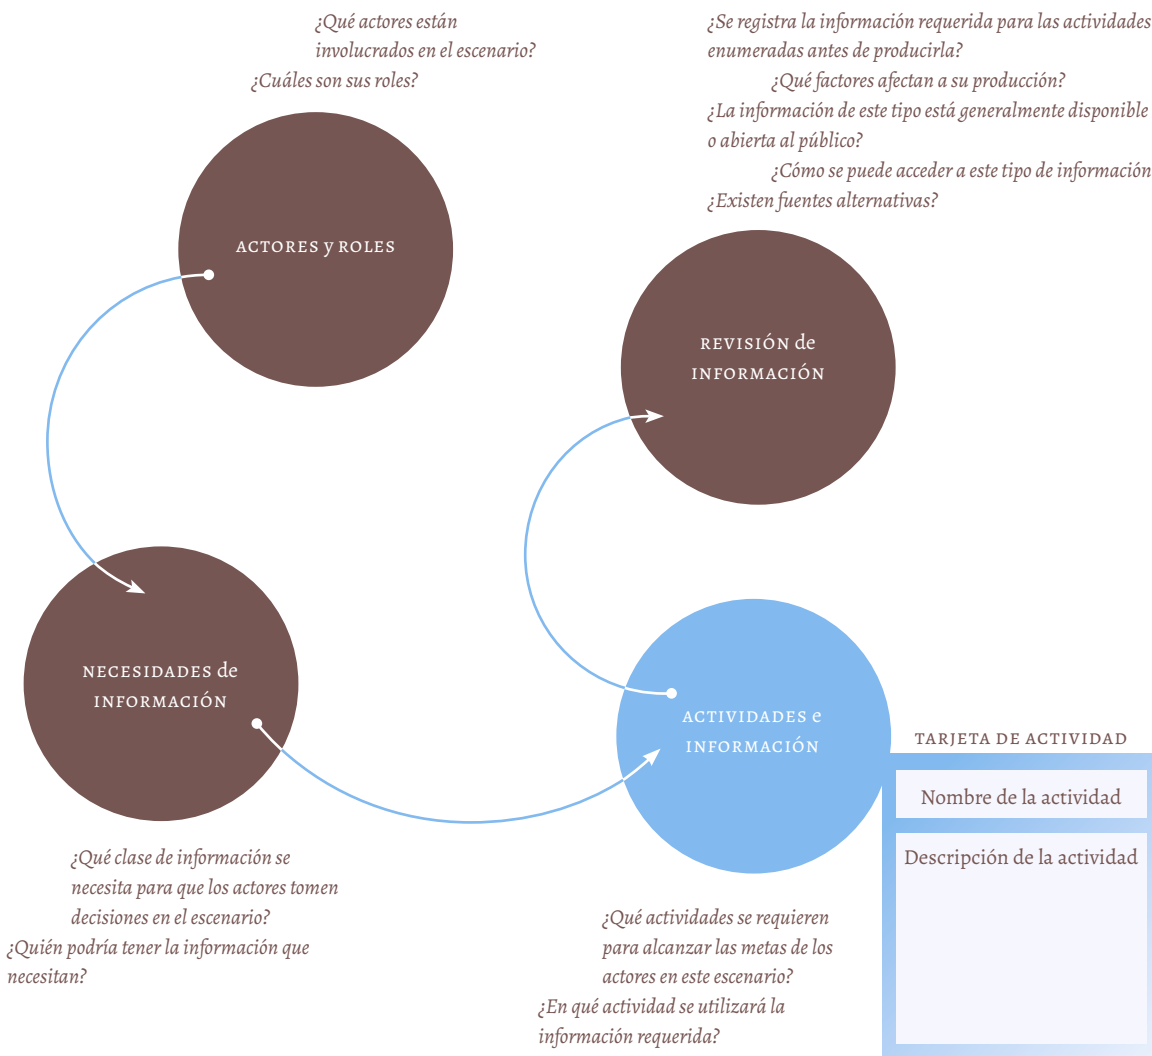 ¿Qué actores están
involucrados en el escenario?
¿Cuáles son sus roles?
ACTORES y ROLES
NECESIDADES de
INFORMACIÓN
¿Qué clase de información se
necesita para que los actores tomen
decisiones en el escenario?
¿Quién podría tener la información que
necesitan?
¿Se registra la información requerida para las actividades
enumeradas antes de producirla?
¿Qué factores afectan a su producción?
¿La información de este tipo está generalmente disponible
o abierta al público?
¿Cómo se puede acceder a este tipo de información
¿Existen fuentes alternativas?
REVISIÓN de
INFORMACIÓN
ACTIVIDADES e
INFORMACIÓN
¿Qué actividades se requieren
para alcanzar las metas de los
actores en este escenario?
¿En qué actividad se utilizará la
información requerida?
TARJETA DE ACTIVIDAD
Nombre de la actividad
Descripción de la actividad